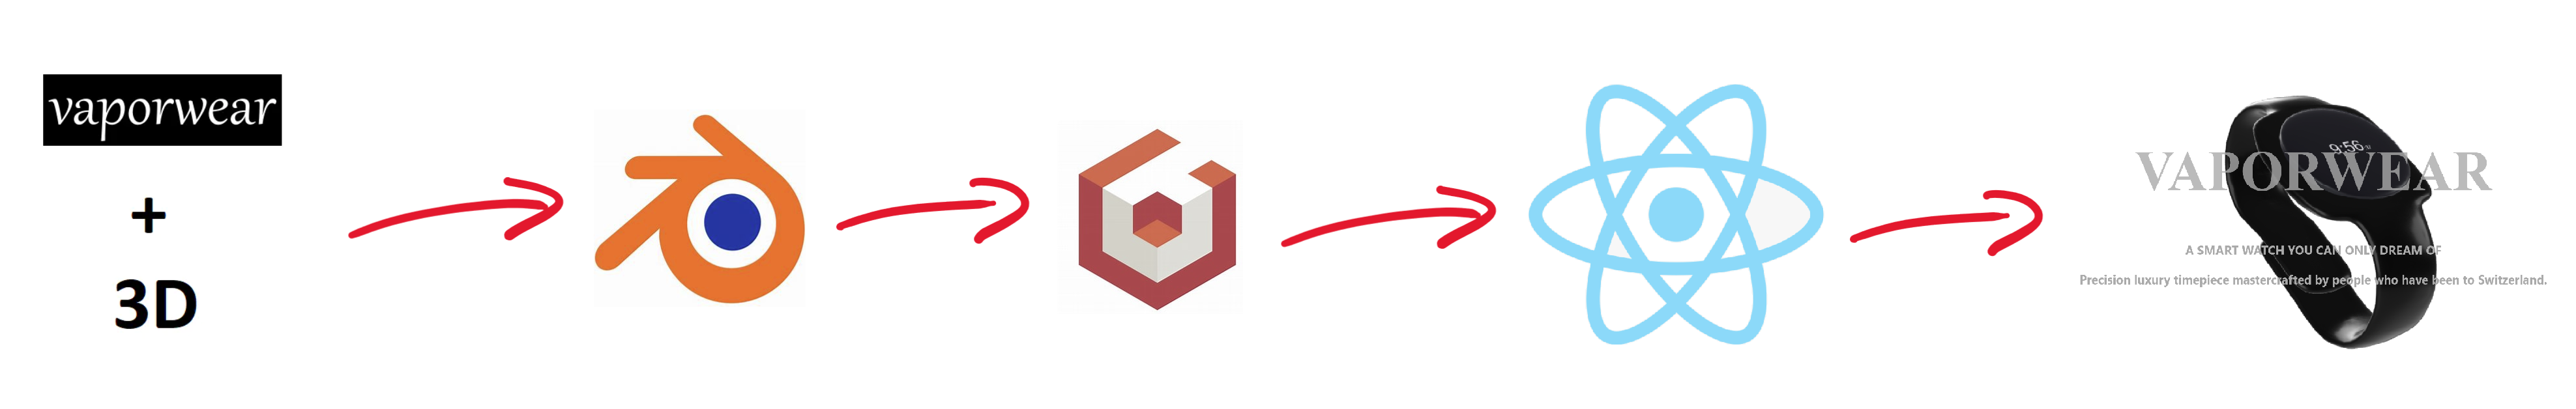 vaporwear
+
3D
9:56
VAPORWEAR
A SMART WATCH YOU CAN ONLY DREAM OF
Precision luxury timepiece mastercrafted by people who have been to Switzerland.